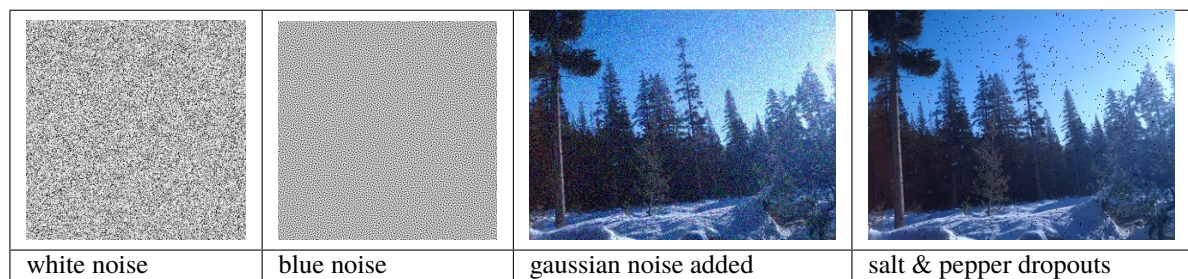 white noise
blue noise
gaussian noise added
salt & pepper dropouts